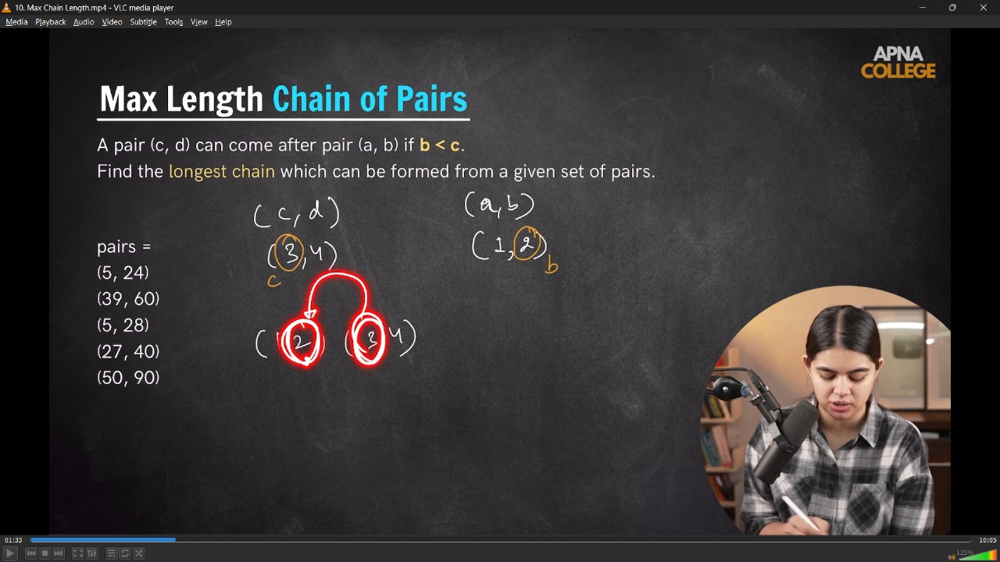 10. Max Chain Length.mp4 - VLC media player
Media Playback Audio Video Subtitle Tools View Help
APNA
COLLEGE
Max Length Chain of Pairs
A pair (c, d) can come after pair (a, b) if b < c.
Find the longest chain which can be formed from a given set of pairs.
(c, d) (a, b)
pairs =
(3, 4) (1, 2)
c b
(5, 24)
(39, 60)
(5, 28)
( 2 ) ( 3 4)
(27, 40)
(50, 90)
01:33 10:05
125%